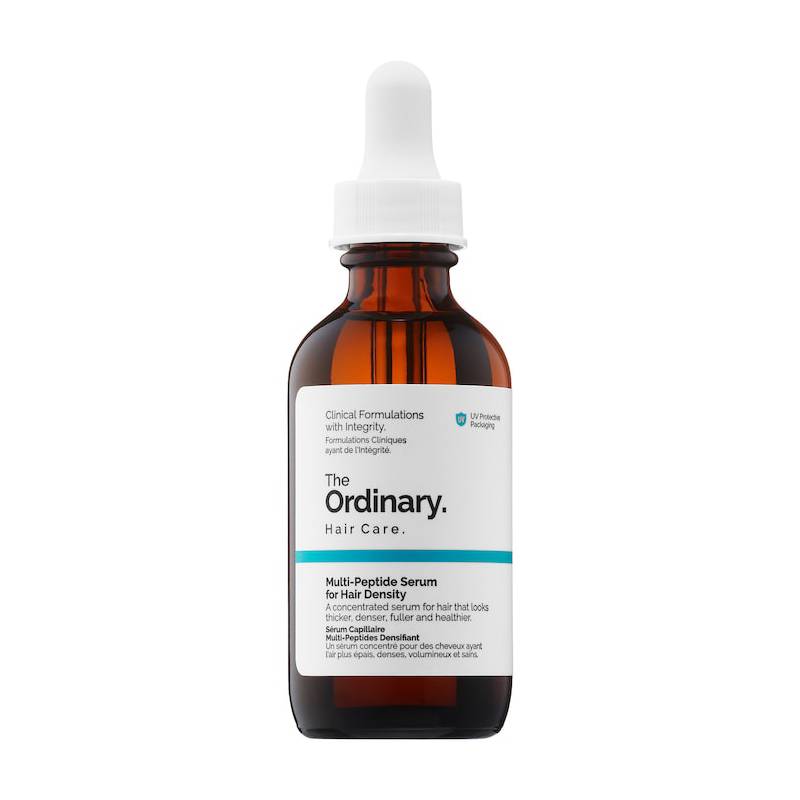 Clinical Formulations
with Integrity.
Formulations Cliniques
ayant de l'Intégrité.
UV
UV Protective
Packaging
The
Ordinary.
Hair Care.
Multi-Peptide Serum
for Hair Density
A concentrated serum for hair that looks
thicker, denser, fuller and healthier.
Sérum Capillaire
Multi-Peptides Densifiant
Un sérum concentré pour des cheveux ayant
l'air plus épais, denses, volumineux et sains.